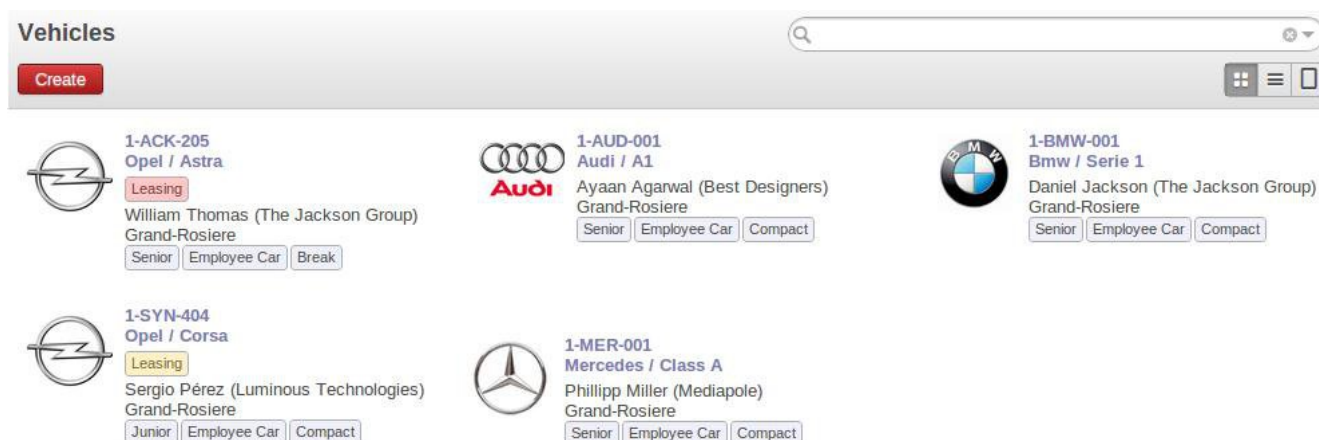 Vehicles
Create
1-ACK-205
Opel / Astra
Leasing
William Thomas (The Jackson Group)
Grand-Rosiere
Senior Employee Car Break
Audi
1-AUD-001
Audi / A1
Ayaan Agarwal (Best Designers)
Grand-Rosiere
Senior Employee Car Compact
BMW
1-BMW-001
Bmw / Serie 1
Daniel Jackson (The Jackson Group)
Grand-Rosiere
Senior Employee Car Compact
1-SYN-404
Opel / Corsa
Leasing
Sergio Pérez (Luminous Technologies)
Grand-Rosiere
Junior Employee Car Compact
1-MER-001
Mercedes / Class A
Phillipp Miller (Mediapole)
Grand-Rosiere
Senior Employee Car Compact